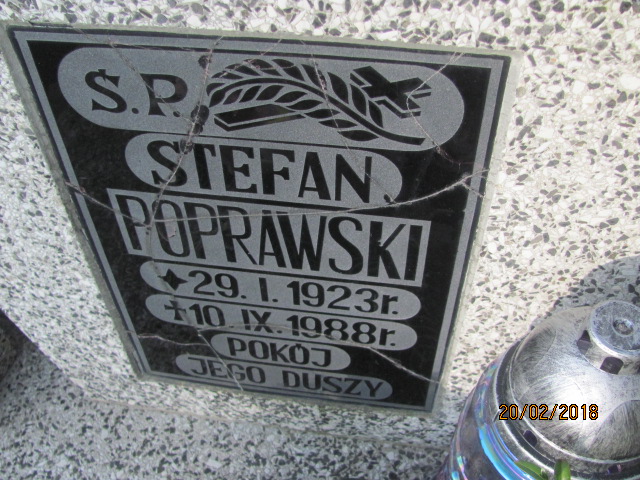 Ś.P.
STEFAN
POPRAWSKI
✦29. I. 1923r.
†10 IX. 1988r.
POKÓJ
JEGO DUSZY
20/02/2018